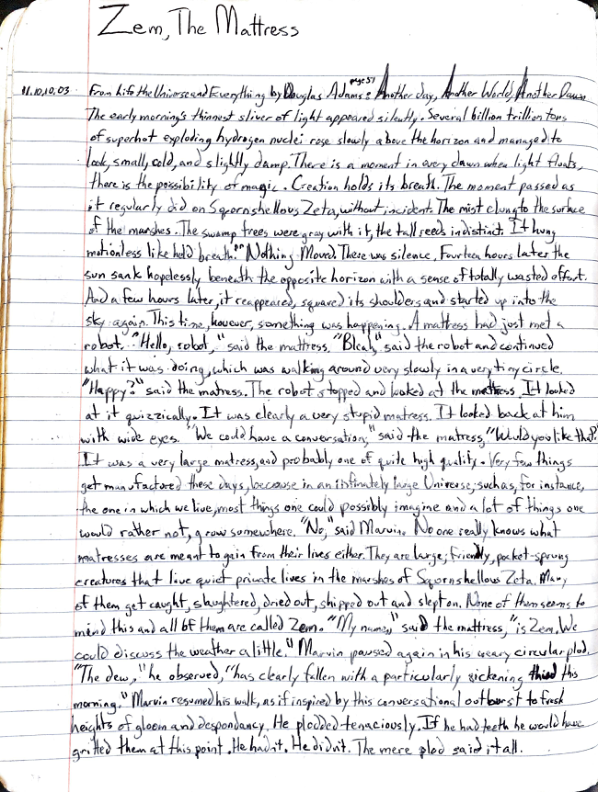 Zem, The Mattress
page 57
11.10.10.03 From Life the Universe and Everything by Douglas Adams: Another day, Another World, Another Dawn
The early morning's thinnest sliver of light appeared silently. Several billion trillion tons
of superhot exploding hydrogen nuclei rose slowly above the horizon and managed to
look, small, cold, and slightly damp. There is a moment in every dawn when light floats,
there is the possibility of magic. Creation holds its breath. The moment passed as
it regularly did on Sqornshellous Zeta, without incident. The mist clung to the surface
of the marshes. The swamp trees were gray with it, the tall reeds indistinct. It hung
motionless like held breath. Nothing Moved. There was silence. Fourteen hours later the
sun sank hopelessly beneath the opposite horizon with a sense of totally wasted effort.
And a few hours later, it reappeared, squared its shoulders and started up into the
sky again. This time, however, something was happening. A mattress had just met a
robot. "Hello, robot," said the mattress. "Bleah," said the robot and continued
what it was doing, which was walking around very slowly in a very tiny circle.
"Happy?" said the matress. The robot stopped and looked at the mattress. It looked
at it quizzically. It was clearly a very stupid matress. It looked back at him
with wide eyes. "We could have a conversation," said the matress, "Would you like that?"
It was a very large matress, and probably one of quite high quality. Very few things
get manufactured these days, because in an infinately large Universe, such as, for instance,
the one in which we live, most things one could possibly imagine and a lot of things one
would rather not, grow somewhere. "No," said Marvin. No one really knows what
matresses are meant to gain from their lives either. They are large, friendly, pocket-sprung
creatures that live quiet private lives in the marshes of Sqornshellous Zeta. Many
of them get caught, slaughtered, dried out, shipped out and slept on. None of them seems to
mind this and all of them are called Zem. "My name," said the mattress, "is Zem. We
could discuss the weather a little." Marvin paused again in his weary circular plod.
"The dew," he observed, "has clearly fallen with a particularly sickening thud this
morning." Marvin resumed his walk, as if inspired by this conversational outburst to fresh
heights of gloom and despondancy. He plodded tenaciously. If he had teeth he would have
gritted them at this point. He hadn't. He didn't. The mere plod said it all.